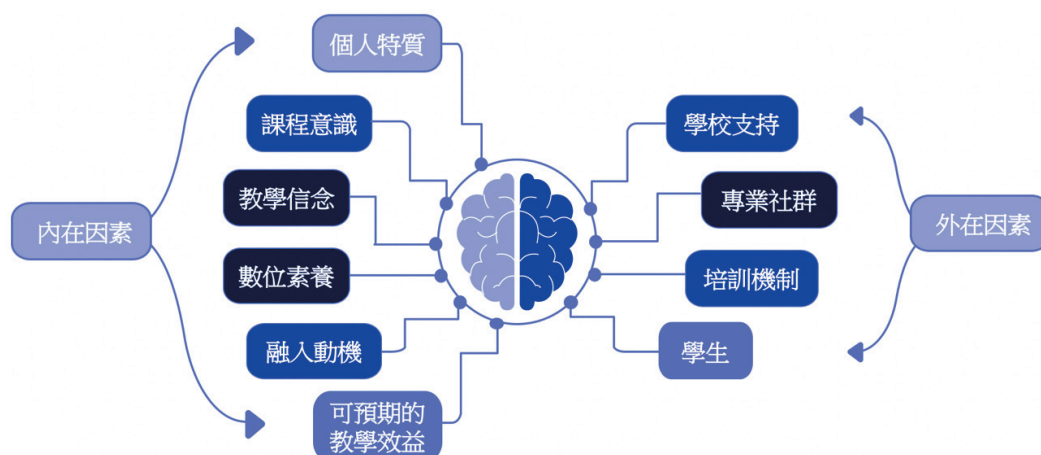 個人特質
課程意識
教學信念
內在因素
數位素養
融入動機
可預期的
教學效益
學校支持
專業社群
外在因素
培訓機制
學生